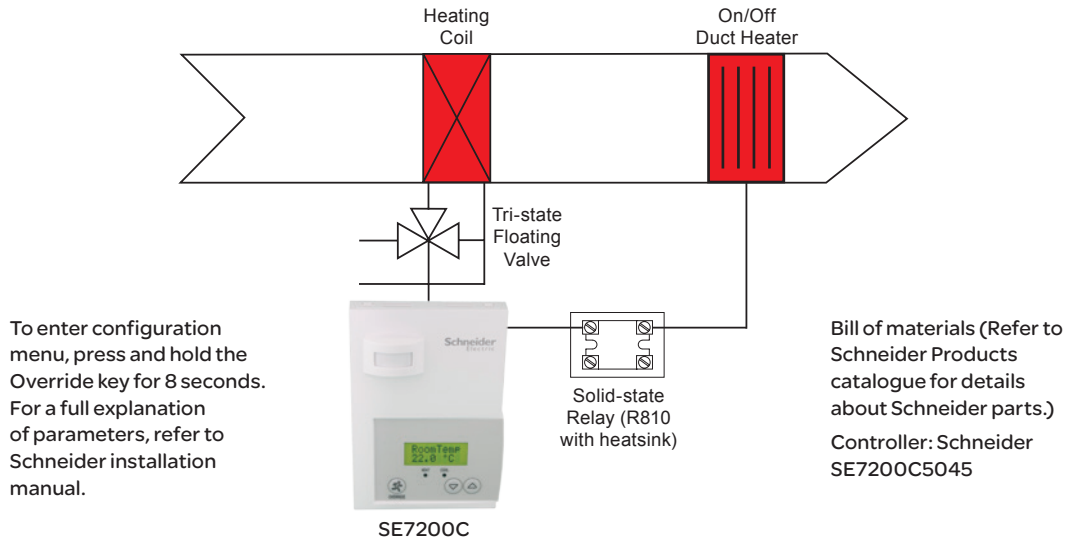 Heating
Coil
On/Off
Duct Heater
Tri-state
Floating
Valve
To enter configuration
menu, press and hold the
Override key for 8 seconds.
For a full explanation
of parameters, refer to
Schneider installation
manual.
Schneider
Electric
RoomTemp
22.0 °C
Solid-state
Relay (R810
with heatsink)
SE7200C
Bill of materials (Refer to
Schneider Products
catalogue for details
about Schneider parts.)
Controller: Schneider
SE7200C5045